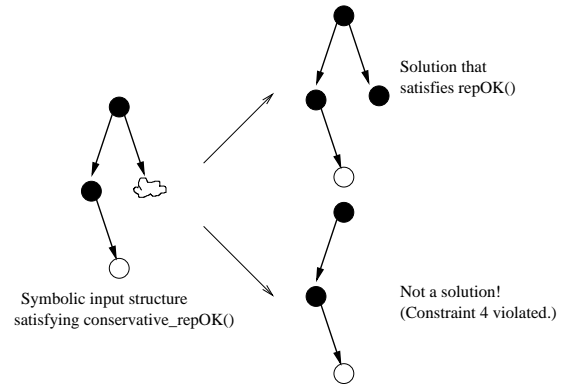 Solution that
satisfies repOK()
Symbolic input structure
satisfying conservative_repOK()
Not a solution!
(Constraint 4 violated.)